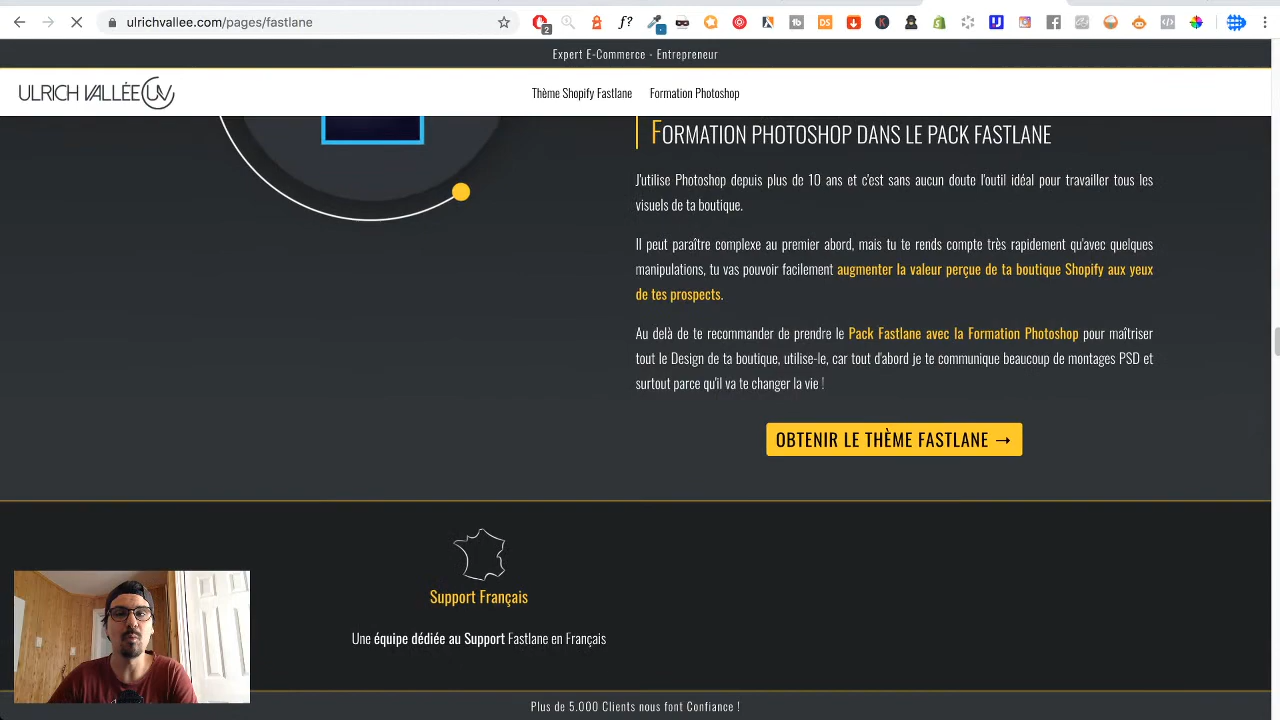 ulrichvallee.com/pages/fastlane
Expert E-Commerce - Entrepreneur
ULRICH VALLÉE UV
Thème Shopify Fastlane
Formation Photoshop
FORMATION PHOTOSHOP DANS LE PACK FASTLANE
J'utilise Photoshop depuis plus de 10 ans et c'est sans aucun doute l'outil idéal pour travailler tous les
visuels de ta boutique.
Il peut paraître complexe au premier abord, mais tu te rends compte très rapidement qu'avec quelques
manipulations, tu vas pouvoir facilement augmenter la valeur perçue de ta boutique Shopify aux yeux
de tes prospects.
Au delà de te recommander de prendre le Pack Fastlane avec la Formation Photoshop pour maîtriser
tout le Design de ta boutique, utilise-le, car tout d'abord je te communique beaucoup de montages PSD et
surtout parce qu'il va te changer la vie !
OBTENIR LE THÈME FASTLANE →
Support Français
Une équipe dédiée au Support Fastlane en Français
Plus de 5.000 Clients nous font Confiance !